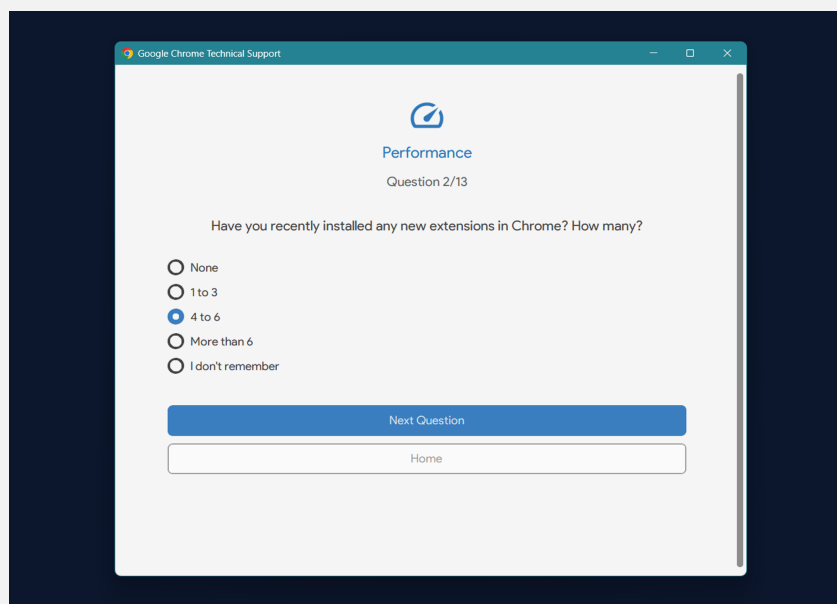 Google Chrome Technical Support
Performance
Question 2/13
Have you recently installed any new extensions in Chrome? How many?
None
1 to 3
4 to 6
More than 6
I don't remember
Next Question
Home